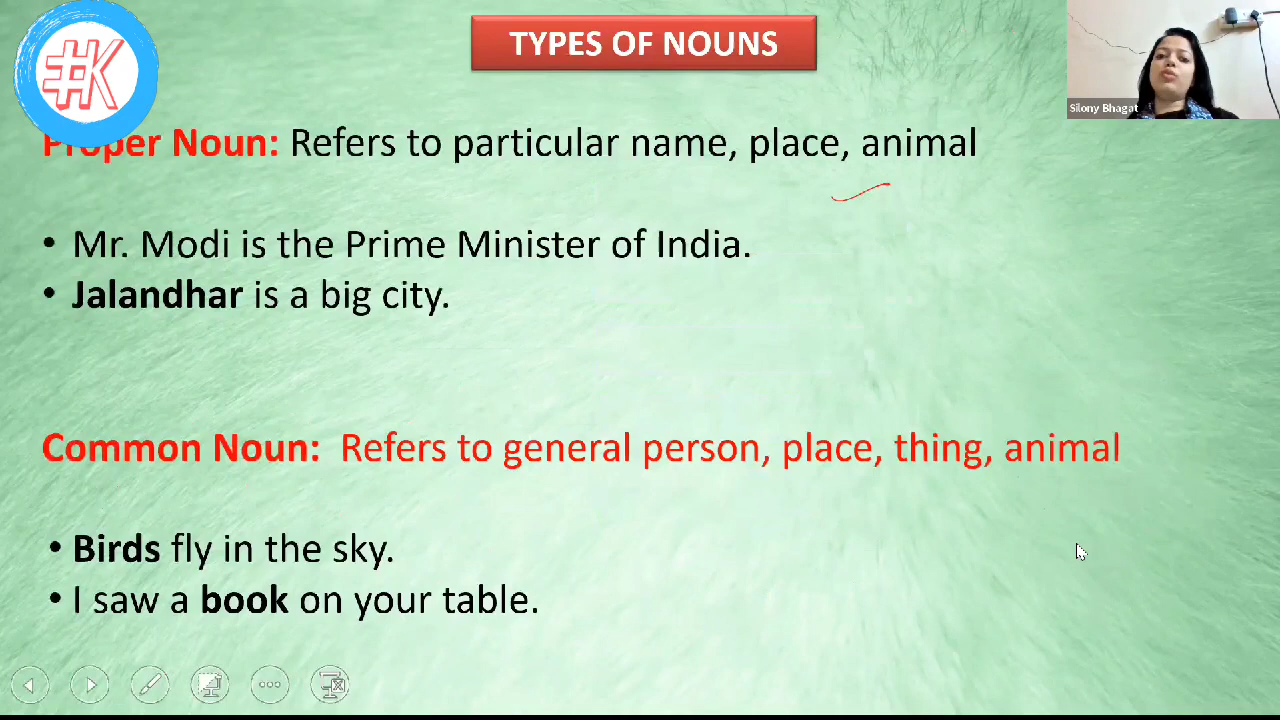 #K
TYPES OF NOUNS
Silony Bhagat
Proper Noun: Refers to particular name, place, animal
• Mr. Modi is the Prime Minister of India.
• Jalandhar is a big city.
Common Noun: Refers to general person, place, thing, animal
• Birds fly in the sky.
• I saw a book on your table.